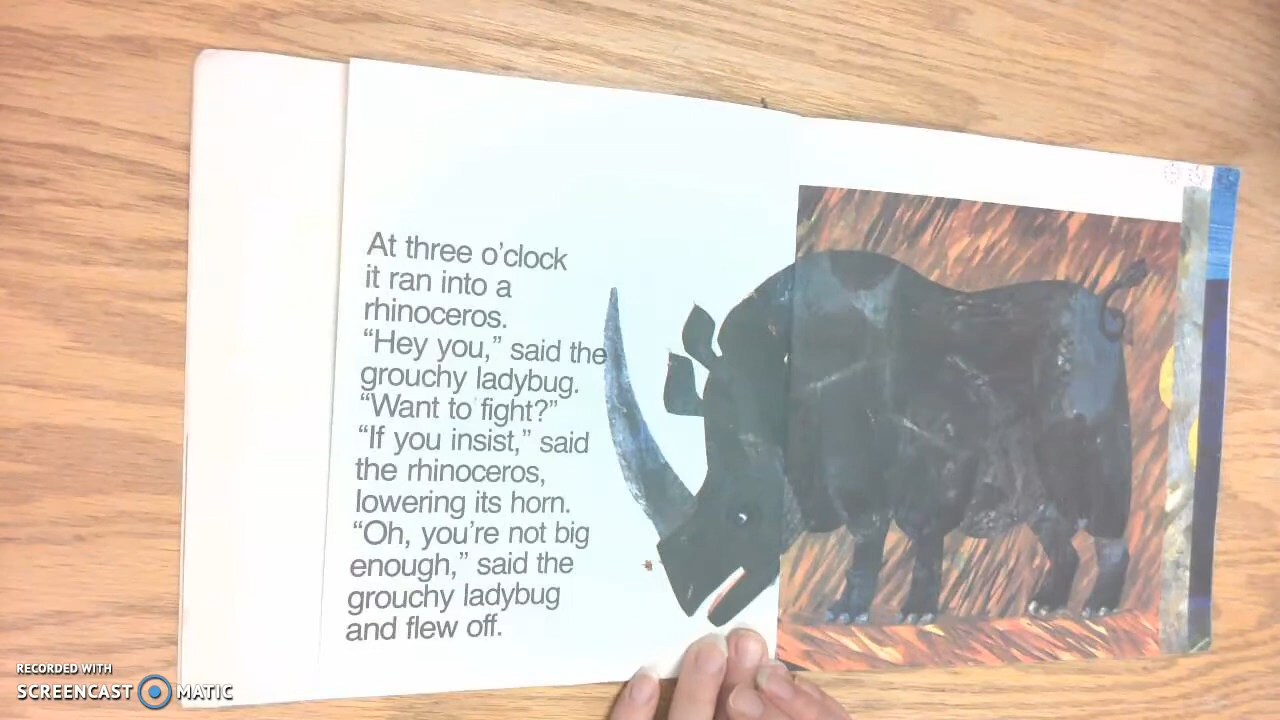 At three o'clock
it ran into a
rhinoceros.
“Hey you,” said the
grouchy ladybug.
“Want to fight?”
“If you insist,” said
the rhinoceros,
lowering its horn.
“Oh, you're not big
enough,” said the
grouchy ladybug
and flew off.
RECORDED WITH
SCREENCAST MATIC